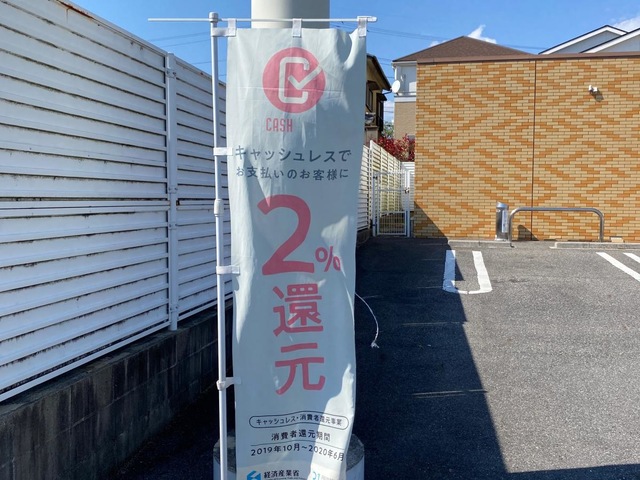 CASH
キャッシュレスで
お支払いのお客様に
2%
還元
キャッシュレス・消費者還元事業
消費者還元期間
2019年10月〜2020年6月
経済産業省